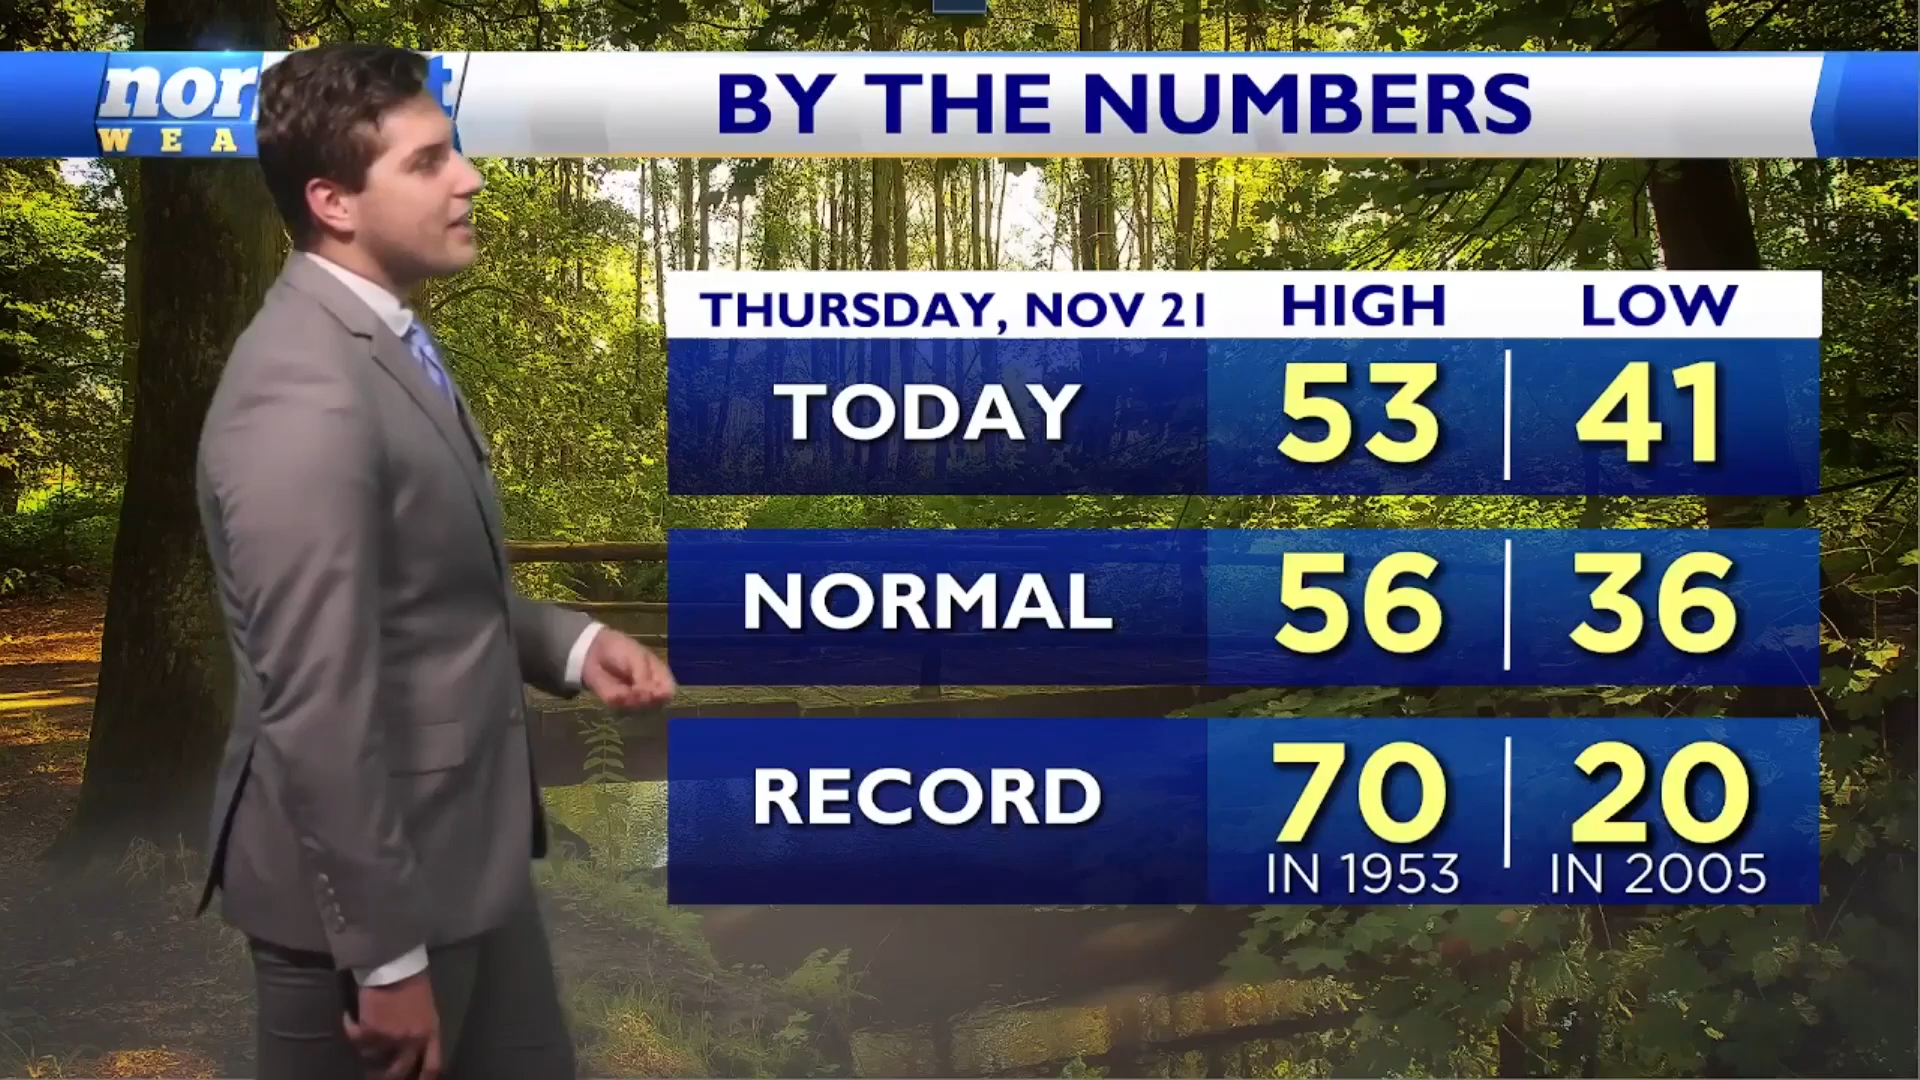 BY THE NUMBERS
THURSDAY, NOV 21 HIGH LOW
TODAY 53 41
NORMAL 56 36
RECORD 70 20
IN 1953 IN 2005